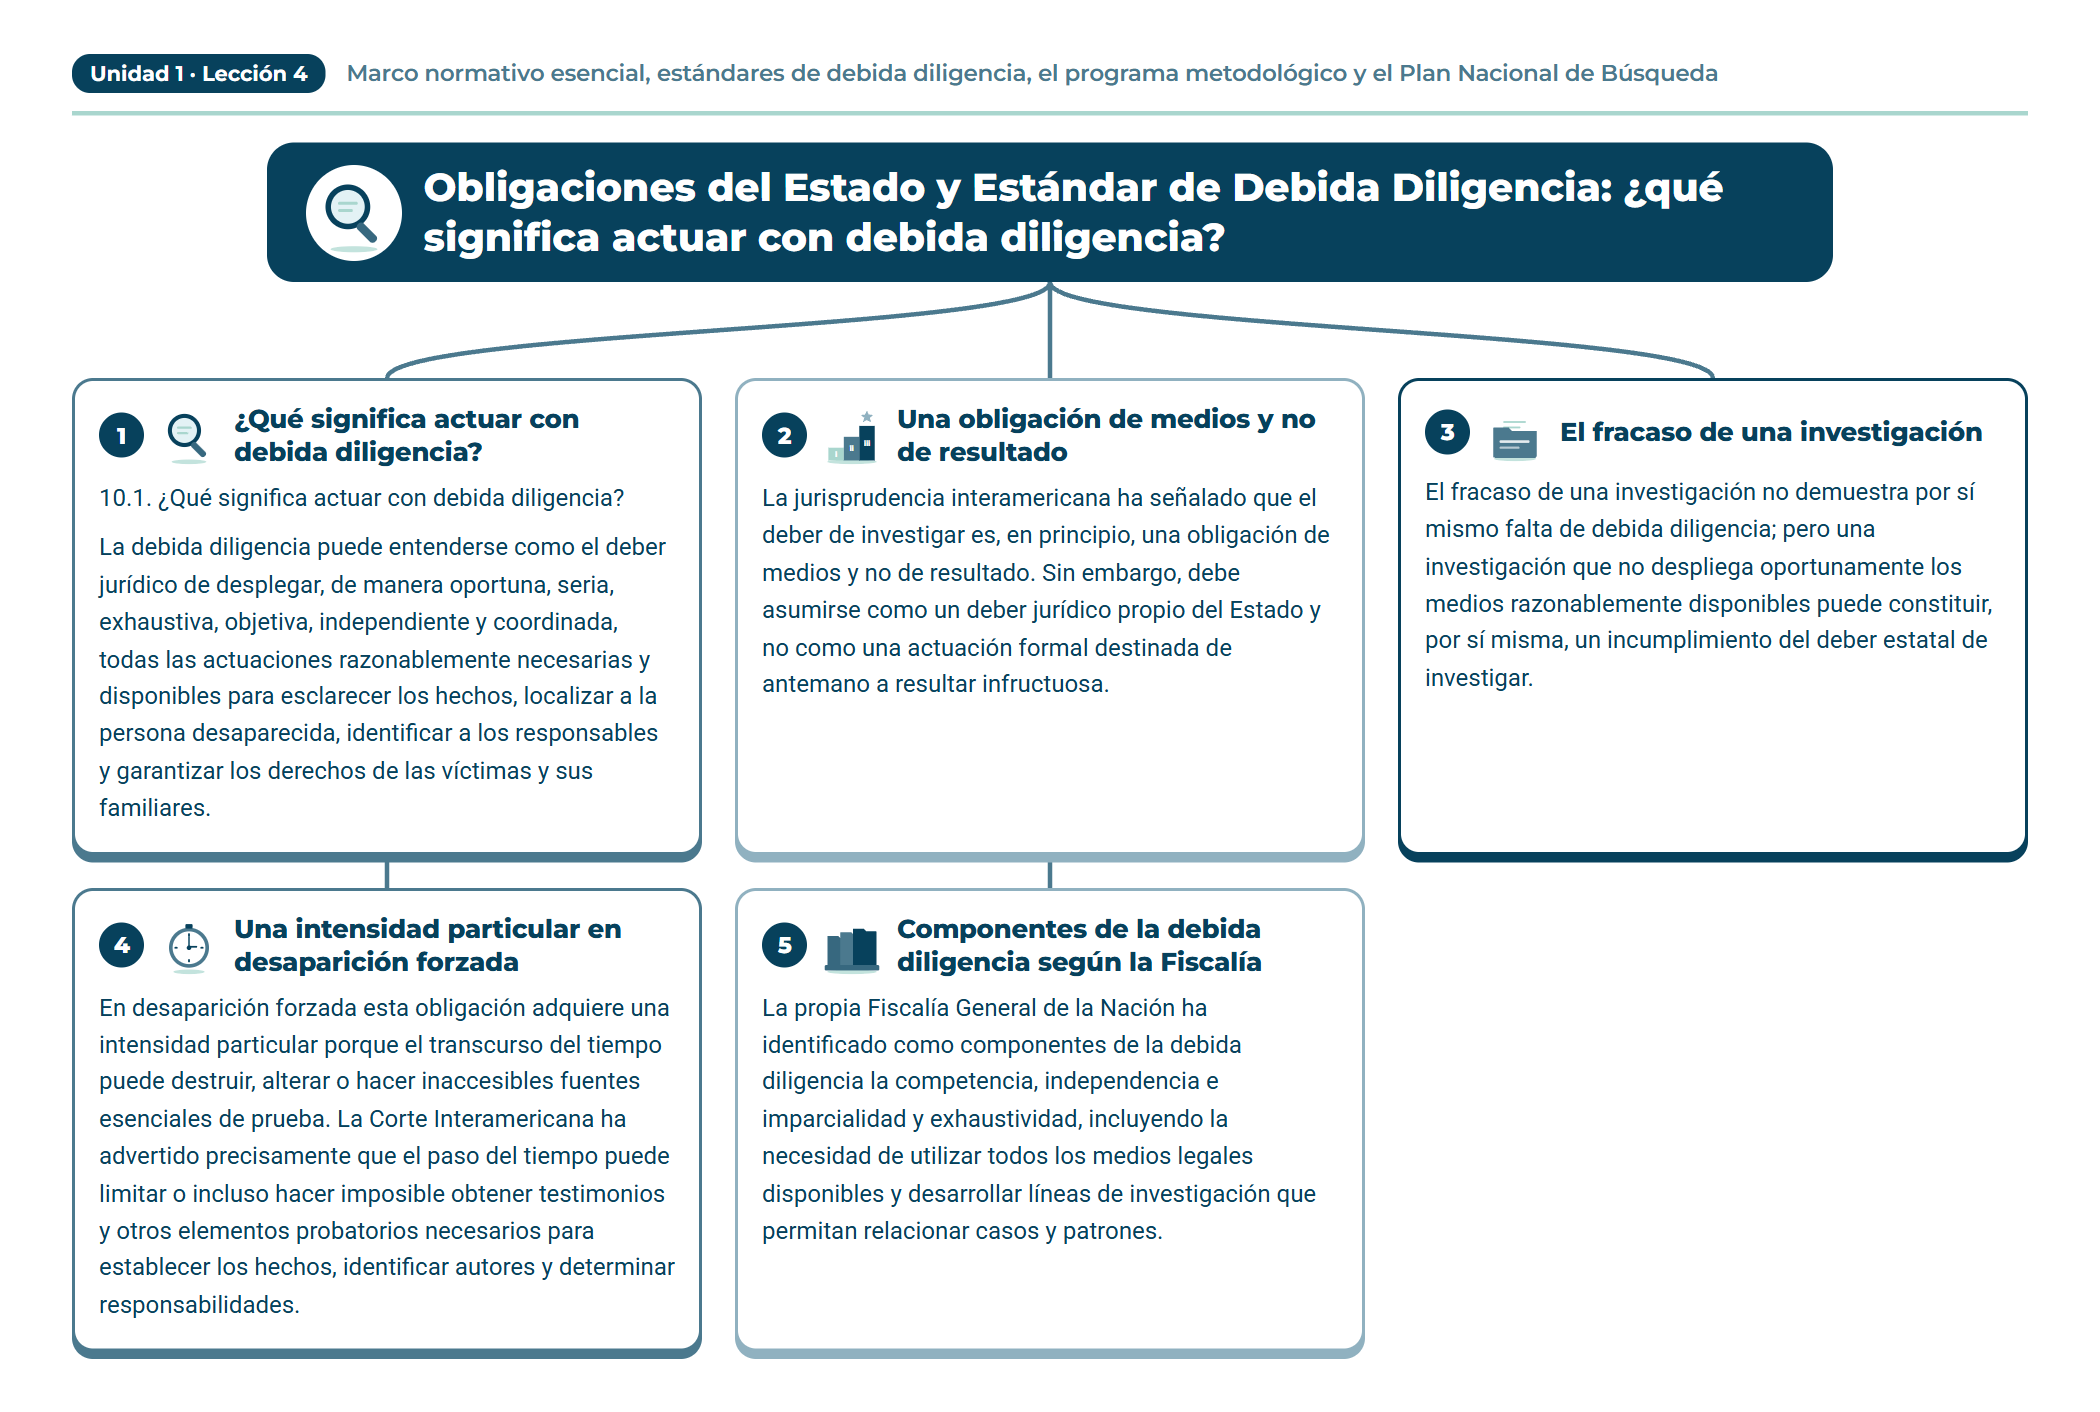 Unidad 1 · Lección 4
Marco normativo esencial, estándares de debida diligencia, el programa metodológico y el Plan Nacional de Búsqueda
Obligaciones del Estado y Estándar de Debida Diligencia: ¿qué
significa actuar con debida diligencia?
1
¿Qué significa actuar con
debida diligencia?
10.1. ¿Qué significa actuar con debida diligencia?
La debida diligencia puede entenderse como el deber
jurídico de desplegar, de manera oportuna, seria,
exhaustiva, objetiva, independiente y coordinada,
todas las actuaciones razonablemente necesarias y
disponibles para esclarecer los hechos, localizar a la
persona desaparecida, identificar a los responsables
y garantizar los derechos de las víctimas y sus
familiares.
2
I
II
III
Una obligación de medios y no
de resultado
La jurisprudencia interamericana ha señalado que el
deber de investigar es, en principio, una obligación de
medios y no de resultado. Sin embargo, debe
asumirse como un deber jurídico propio del Estado y
no como una actuación formal destinada de
antemano a resultar infructuosa.
3
El fracaso de una investigación
El fracaso de una investigación no demuestra por sí
mismo falta de debida diligencia; pero una
investigación que no despliega oportunamente los
medios razonablemente disponibles puede constituir,
por sí misma, un incumplimiento del deber estatal de
investigar.
4
Una intensidad particular en
desaparición forzada
En desaparición forzada esta obligación adquiere una
intensidad particular porque el transcurso del tiempo
puede destruir, alterar o hacer inaccesibles fuentes
esenciales de prueba. La Corte Interamericana ha
advertido precisamente que el paso del tiempo puede
limitar o incluso hacer imposible obtener testimonios
y otros elementos probatorios necesarios para
establecer los hechos, identificar autores y determinar
responsabilidades.
5
Componentes de la debida
diligencia según la Fiscalía
La propia Fiscalía General de la Nación ha
identificado como componentes de la debida
diligencia la competencia, independencia e
imparcialidad y exhaustividad, incluyendo la
necesidad de utilizar todos los medios legales
disponibles y desarrollar líneas de investigación que
permitan relacionar casos y patrones.